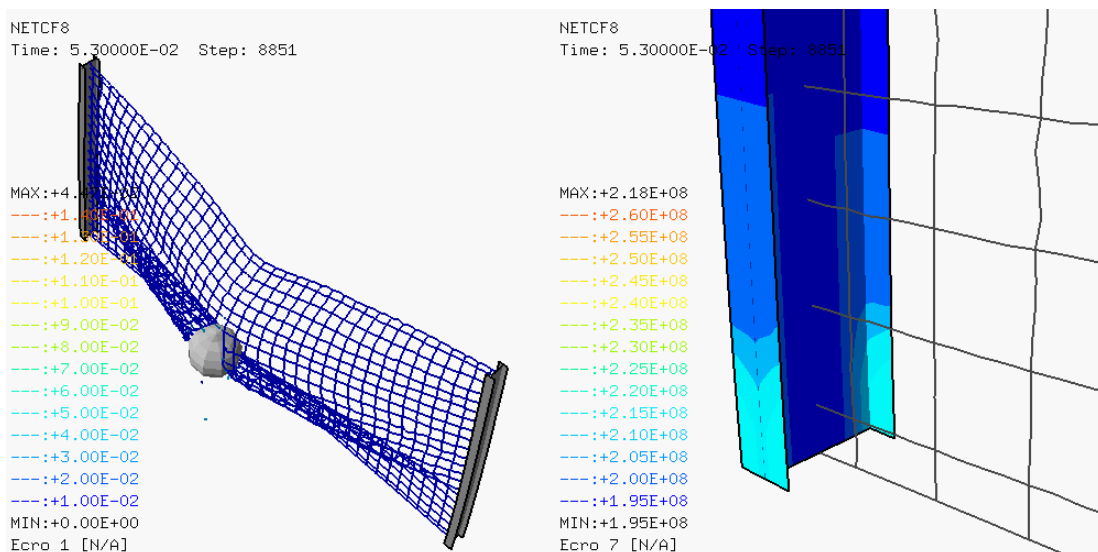 NETCF8
Time: 5.30000E-02 Step: 8851
---:+1.20E-01
---:+1.10E-01
---:+1.00E-01
---:+9.00E-02
---:+8.00E-02
---:+7.00E-02
---:+6.00E-02
---:+5.00E-02
---:+4.00E-02
---:+3.00E-02
---:+2.00E-02
---:+1.00E-02
MIN:+0.00E+00
Ecro 1 [N/A]
NETCF8
Time: 5.30000E-02 Step: 8851
MAX:+2.18E+08
---:+2.60E+08
---:+2.55E+08
---:+2.50E+08
---:+2.45E+08
---:+2.40E+08
---:+2.35E+08
---:+2.30E+08
---:+2.25E+08
---:+2.20E+08
---:+2.15E+08
---:+2.10E+08
---:+2.05E+08
---:+2.00E+08
---:+1.95E+08
MIN:+1.95E+08
Ecro 7 [N/A]